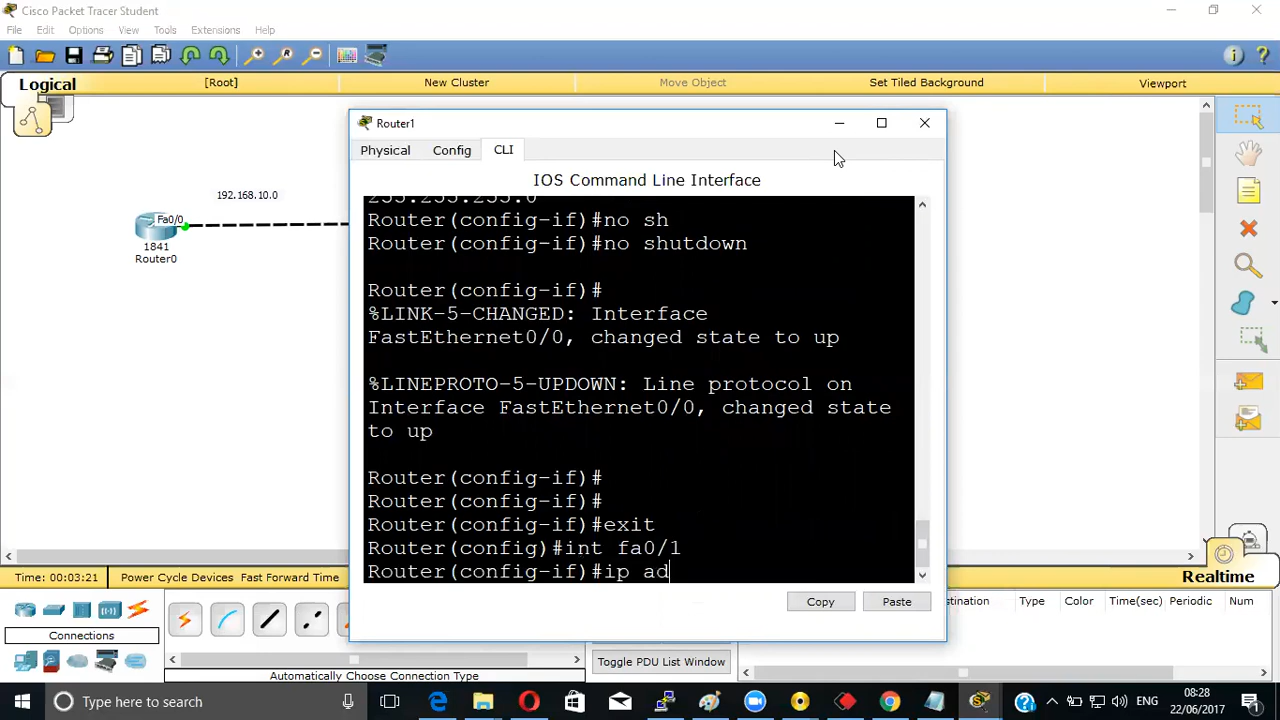 Cisco Packet Tracer Student
File Edit Options View Tools Extensions Help
Logical [Root] New Cluster Move Object Set Tiled Background Viewport
Router1
Physical Config CLI
IOS Command Line Interface
192.168.10.0
Fa0/0
1841
Router0
255.255.255.0
Router(config-if)#no sh
Router(config-if)#no shutdown
Router(config-if)#
%LINK-5-CHANGED: Interface
FastEthernet0/0, changed state to up
%LINEPROTO-5-UPDOWN: Line protocol on
Interface FastEthernet0/0, changed state
to up
Router(config-if)#
Router(config-if)#
Router(config-if)#exit
Router(config)#int fa0/1
Router(config-if)#ip ad
Copy Paste
Time: 00:03:21 Power Cycle Devices Fast Forward Time Realtime
Connections
Automatically Choose Connection Type
Toggle PDU List Window
stination Type Color Time(sec) Periodic Num
Type here to search
ENG
08:28
22/06/2017